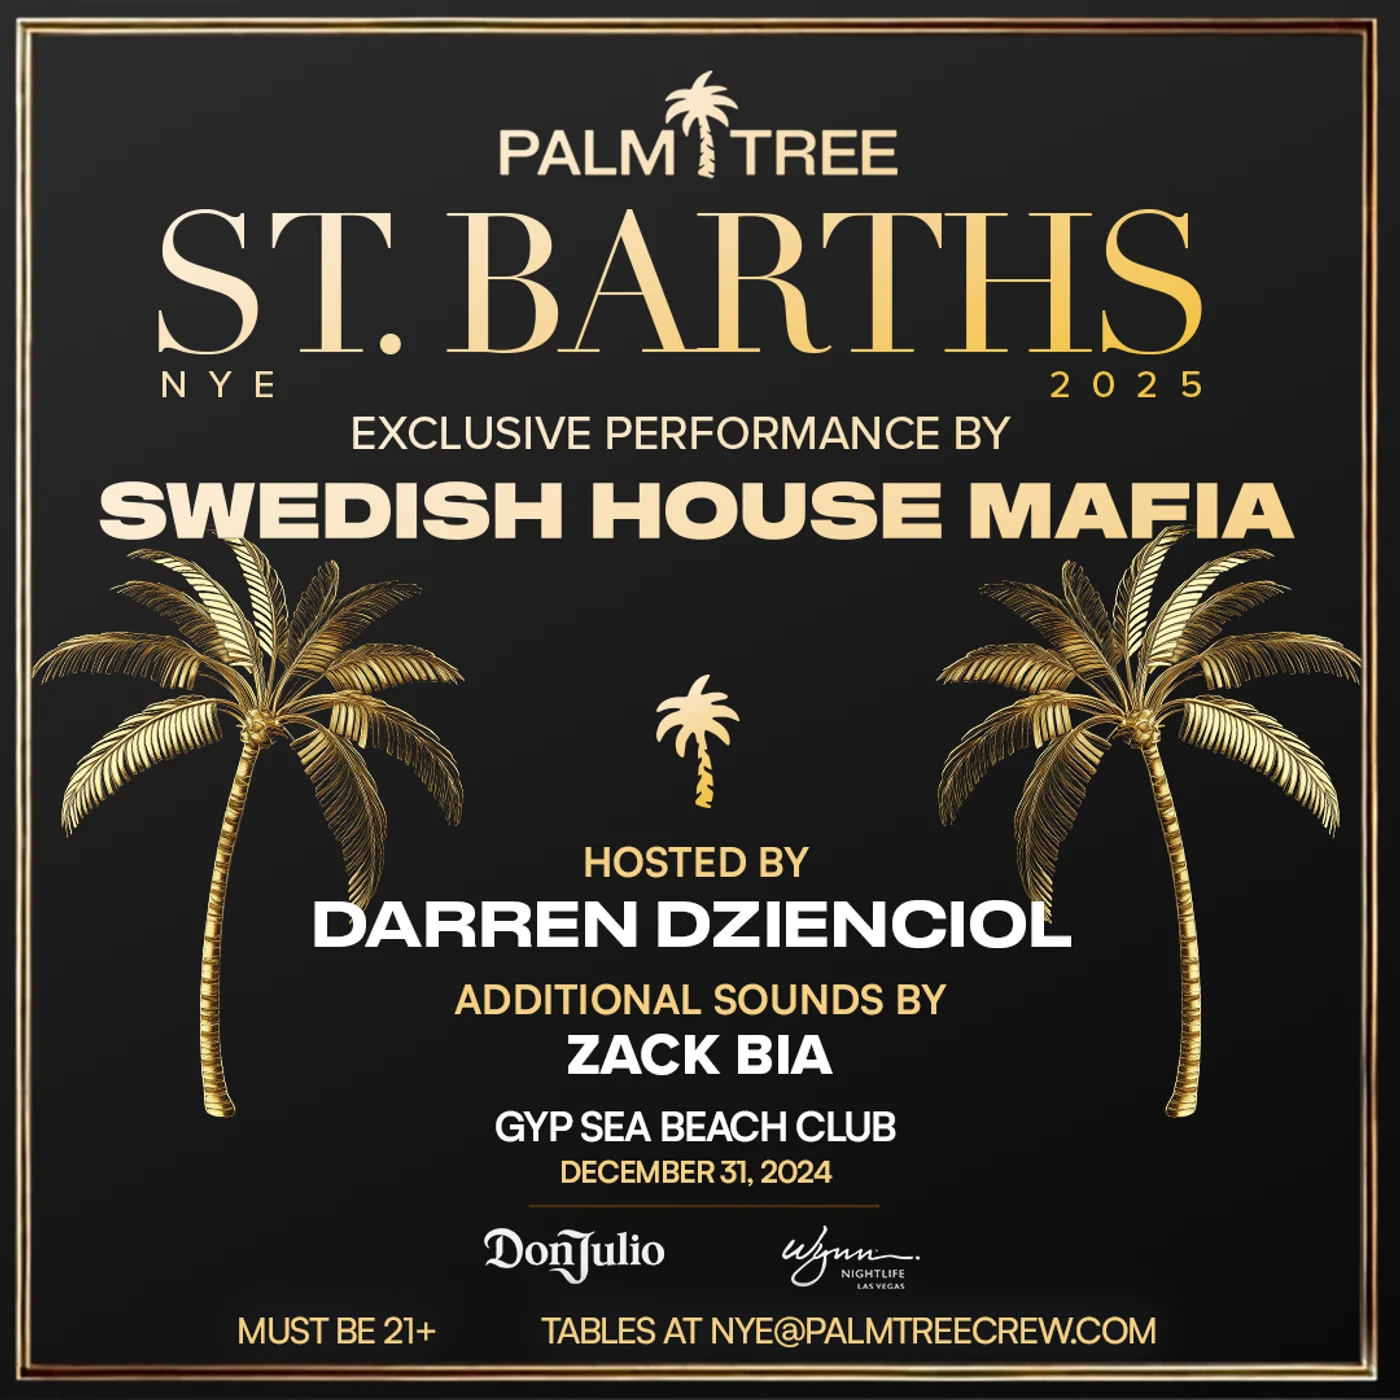 PALM TREE
ST. BARTHS
NYE 2025
EXCLUSIVE PERFORMANCE BY
SWEDISH HOUSE MAFIA
HOSTED BY
DARREN DZIENCIOL
ADDITIONAL SOUNDS BY
ZACK BIA
GYP SEA BEACH CLUB
DECEMBER 31, 2024
Don Julio
Wynn
NIGHTLIFE
LAS VEGAS
MUST BE 21+ TABLES AT NYE@PALMTREECREW.COM